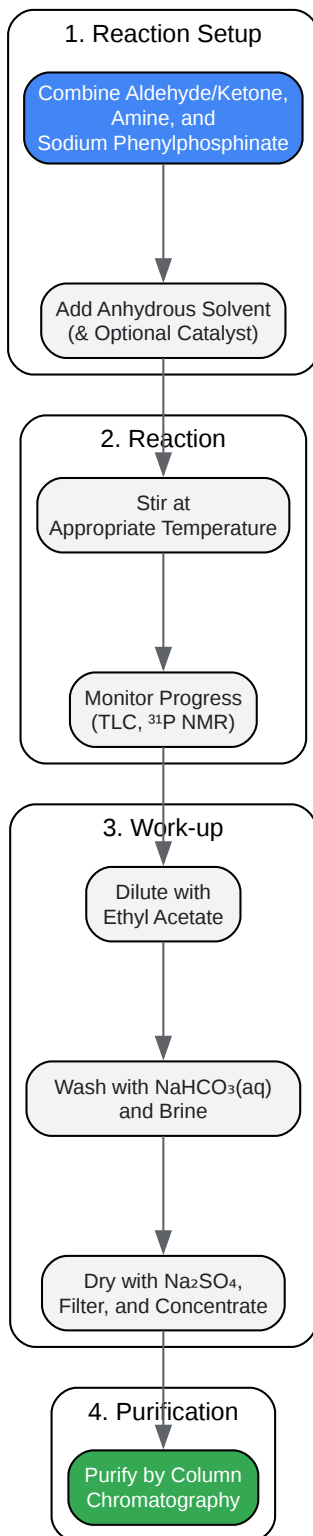 1. Reaction Setup
Combine Aldehyde/Ketone,
Amine, and
Sodium Phenylphosphinate
Add Anhydrous Solvent
(& Optional Catalyst)
2. Reaction
Stir at
Appropriate Temperature
Monitor Progress
(TLC, ³¹P NMR)
3. Work-up
Dilute with
Ethyl Acetate
Wash with NaHCO₃(aq)
and Brine
Dry with Na₂SO₄,
Filter, and Concentrate
4. Purification
Purify by Column
Chromatography